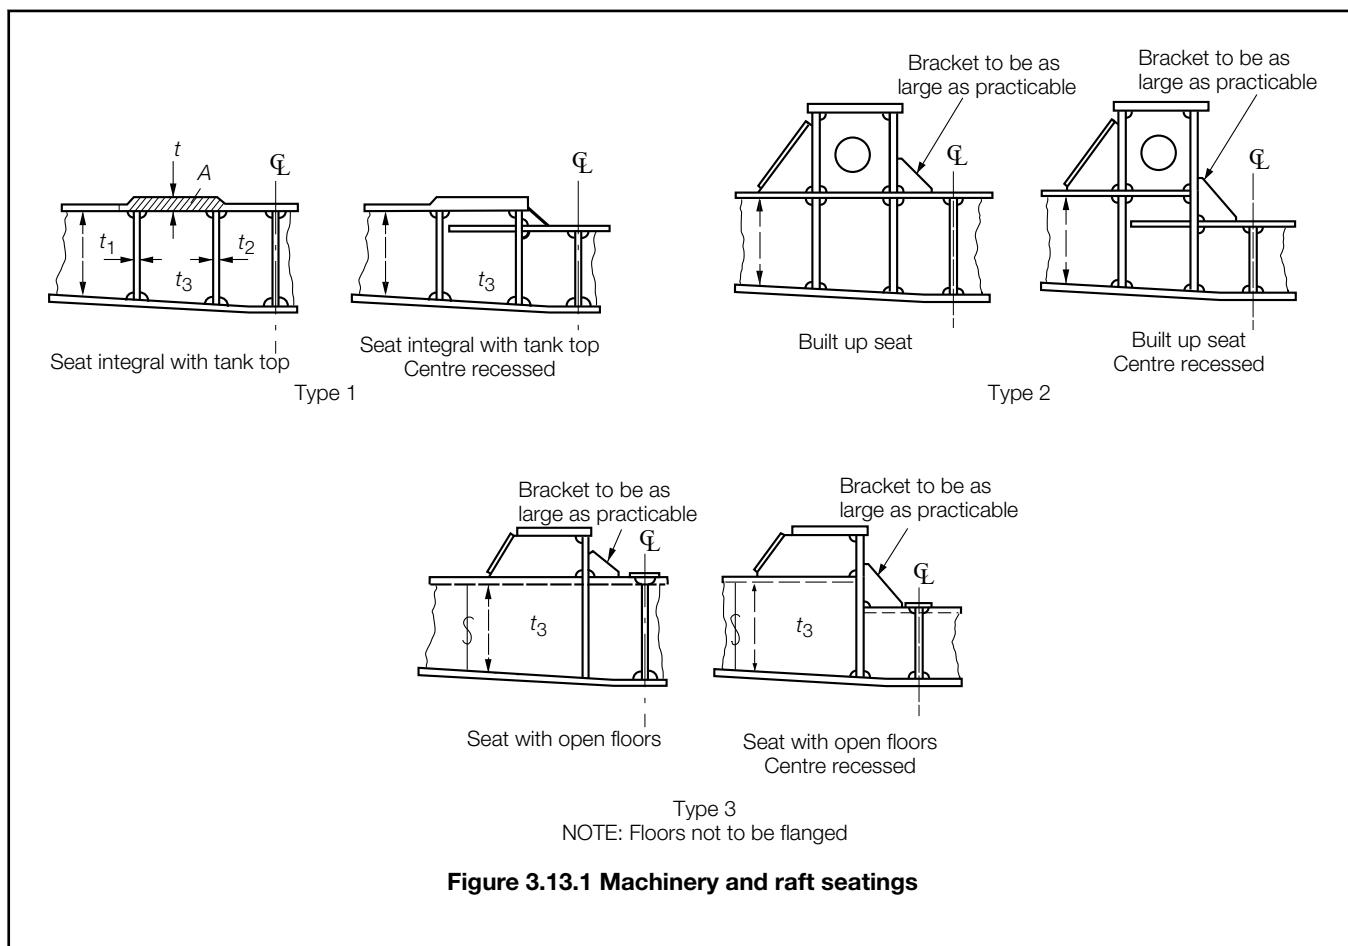 Bracket to be as
large as practicable
Bracket to be as
large as practicable
t
A
℄
℄
℄
℄
t₁
t₂
t₃
t₃
Seat integral with tank top
Seat integral with tank top
Centre recessed
Type 1
Built up seat
Built up seat
Centre recessed
Type 2
Bracket to be as
large as practicable
Bracket to be as
large as practicable
℄
℄
t₃
t₃
Seat with open floors
Seat with open floors
Centre recessed
Type 3
NOTE: Floors not to be flanged
Figure 3.13.1 Machinery and raft seatings